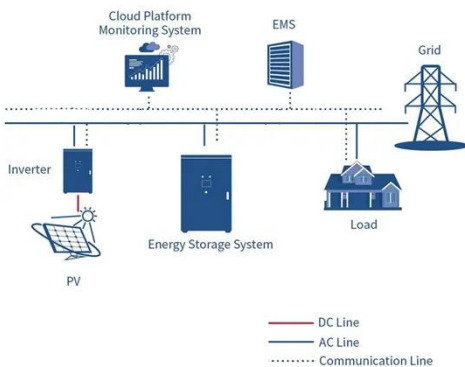 Cloud Platform
Monitoring System
EMS
Grid
Inverter
Energy Storage System
Load
PV
DC Line
AC Line
Communication Line